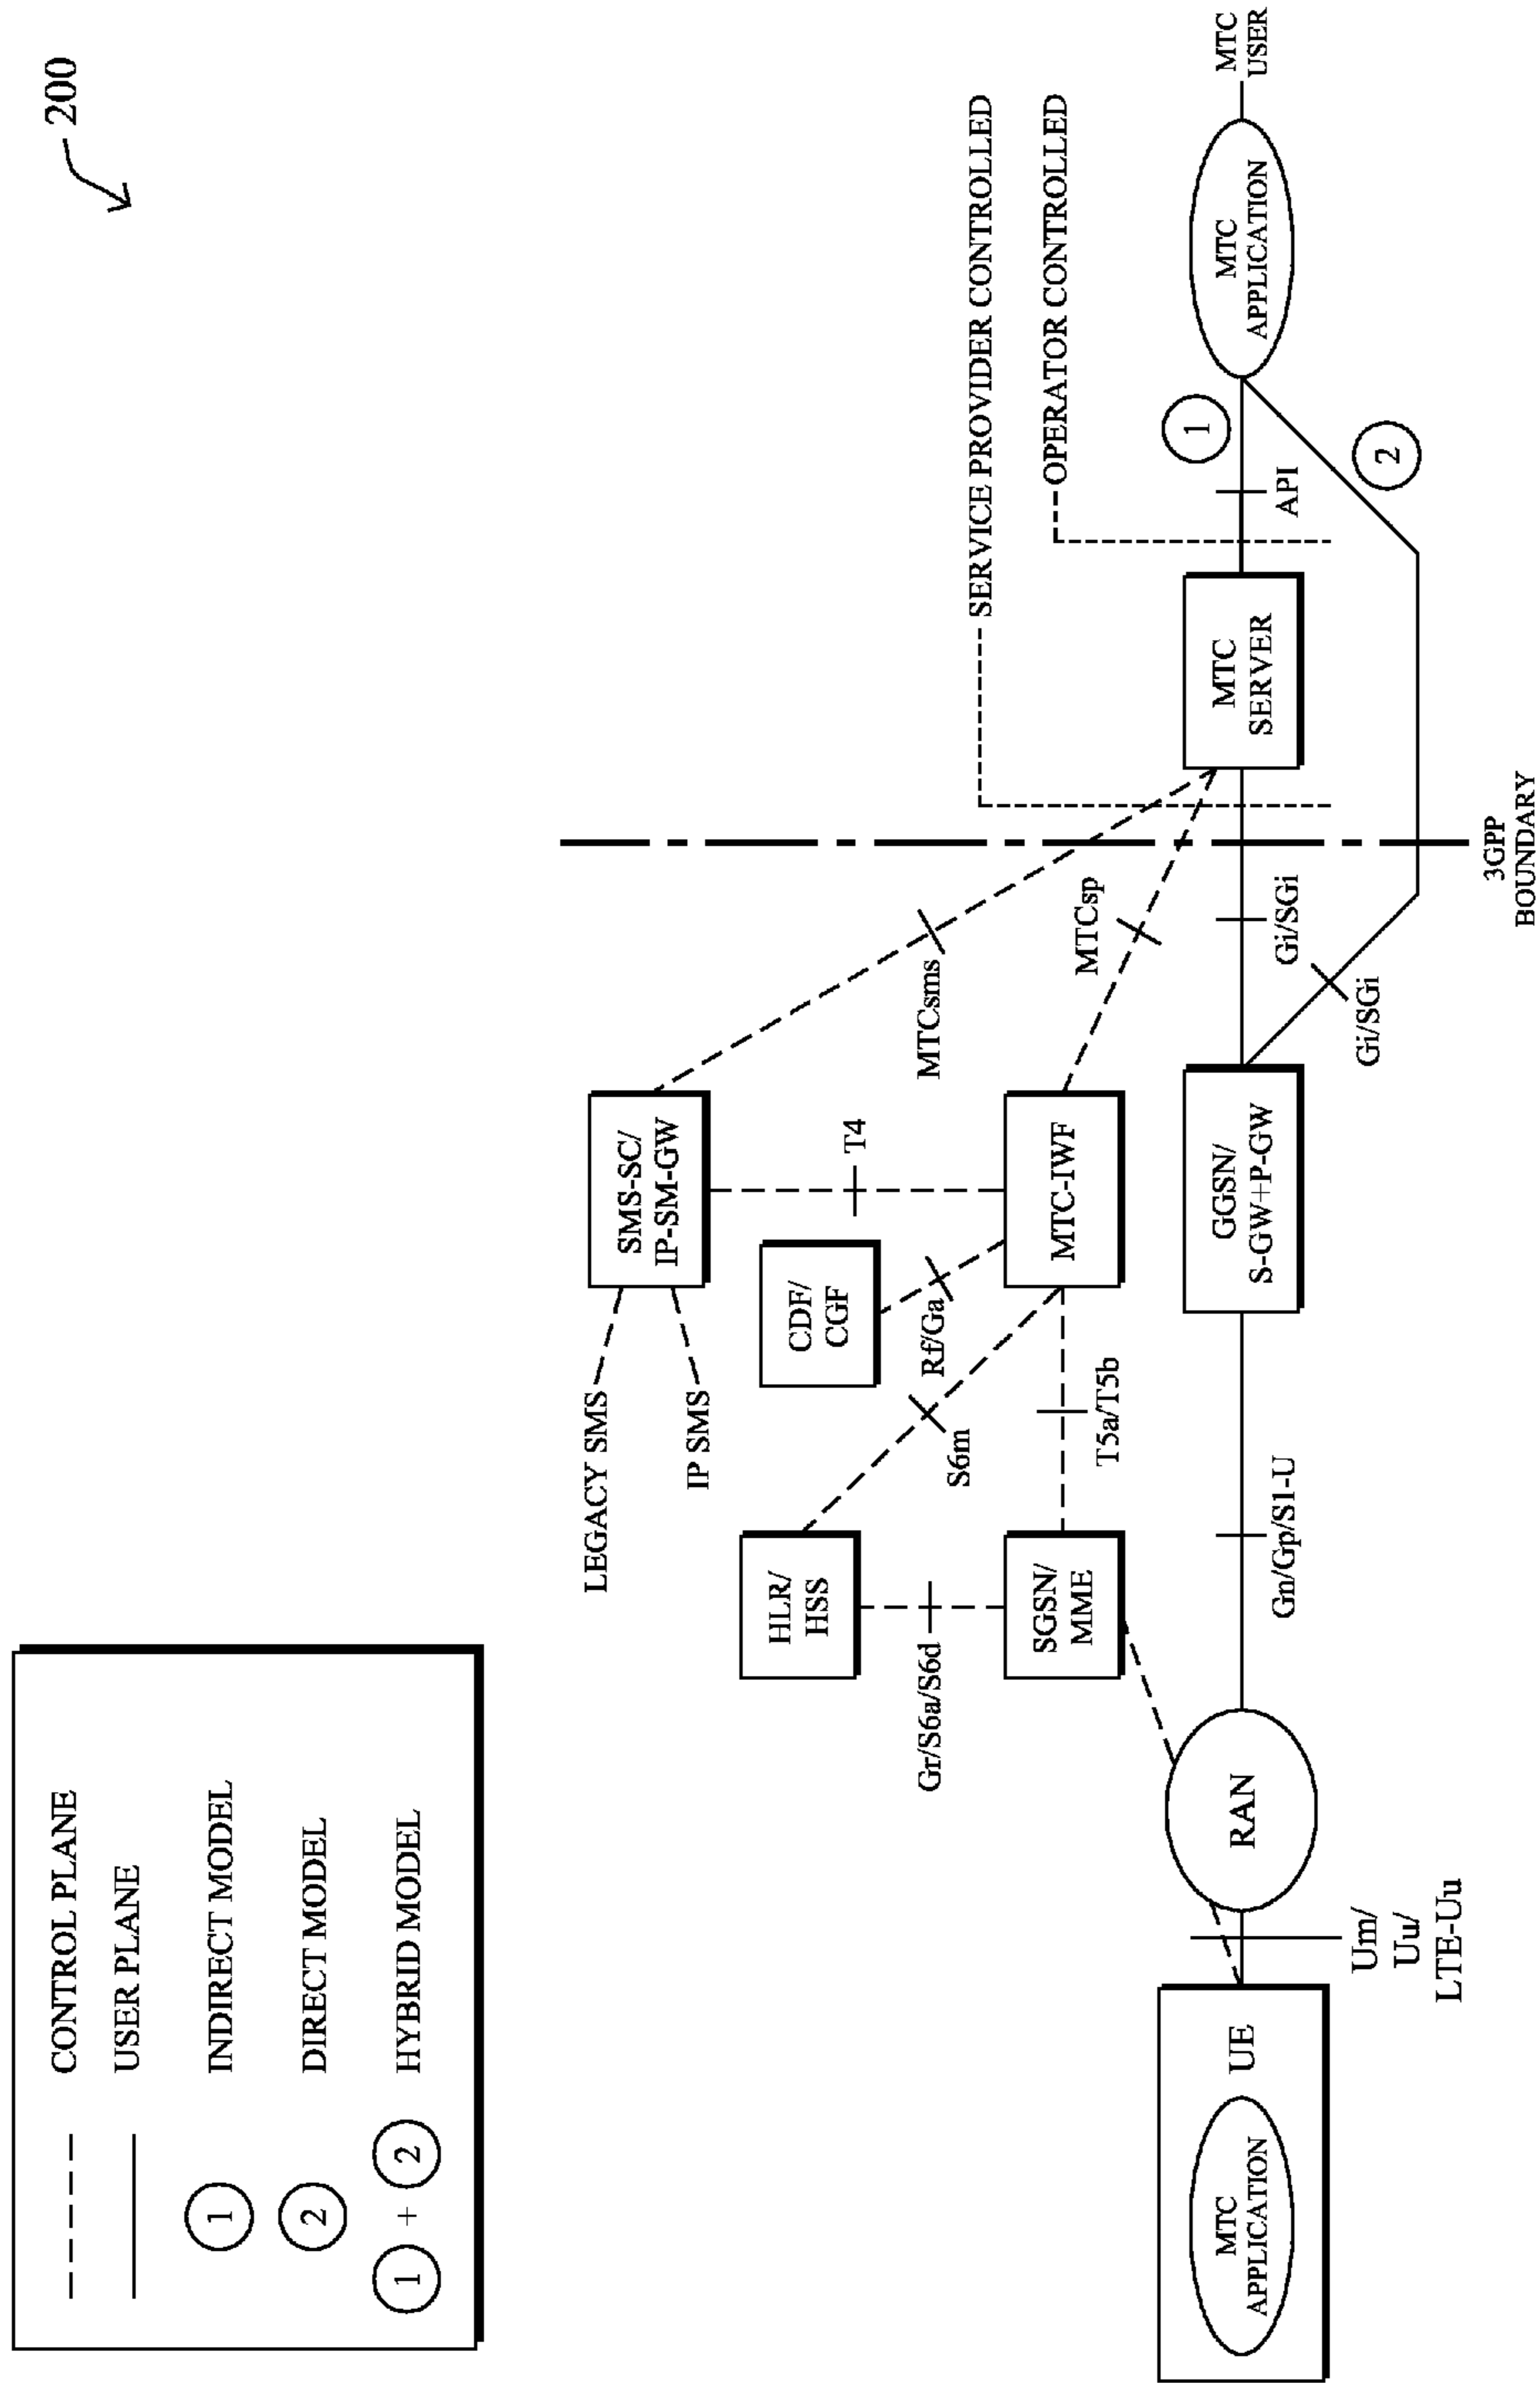 200
CONTROL PLANE
USER PLANE
1
INDIRECT MODEL
2
DIRECT MODEL
1 + 2
HYBRID MODEL
LEGACY SMS
IP SMS
SMS-SC/
IP-SM-GW
HLR/
HSS
CDF/
CGF
T4
Gr/S6a/S6d
S6m
Rf/Ga
MTCsms
SERVICE PROVIDER CONTROLLED
OPERATOR CONTROLLED
SGSN/
MME
T5a/T5b
MTC-IWF
MTCsp
MTC
APPLICATION
UE
RAN
Um/
Uu/
LTE-Uu
Gn/Gp/S1-U
GGSN/
S-GW+P-GW
Gi/SGi
Gi/SGi
3GPP
BOUNDARY
MTC
SERVER
API
1
2
MTC
APPLICATION
MTC
USER